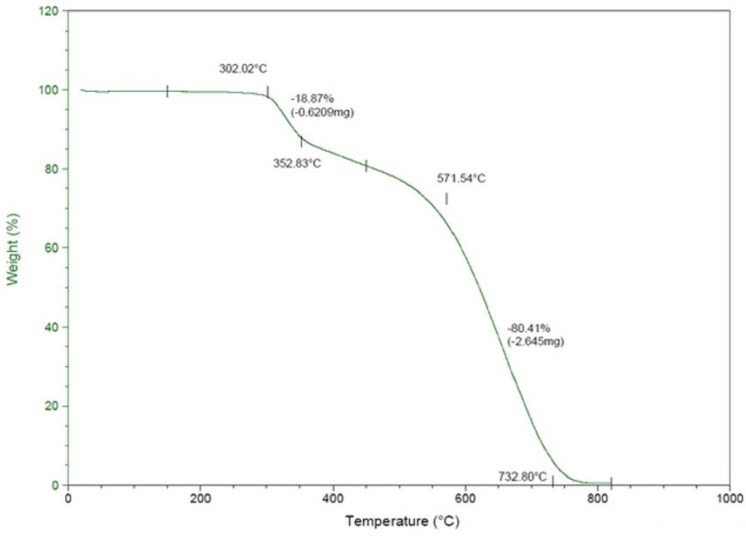 120
100
80
60
40
20
0
Weight (%)
302.02°C
-18.87%
(-0.6209mg)
352.83°C
571.54°C
-80.41%
(-2.645mg)
732.80°C
0
200
400
600
800
1000
Temperature (°C)